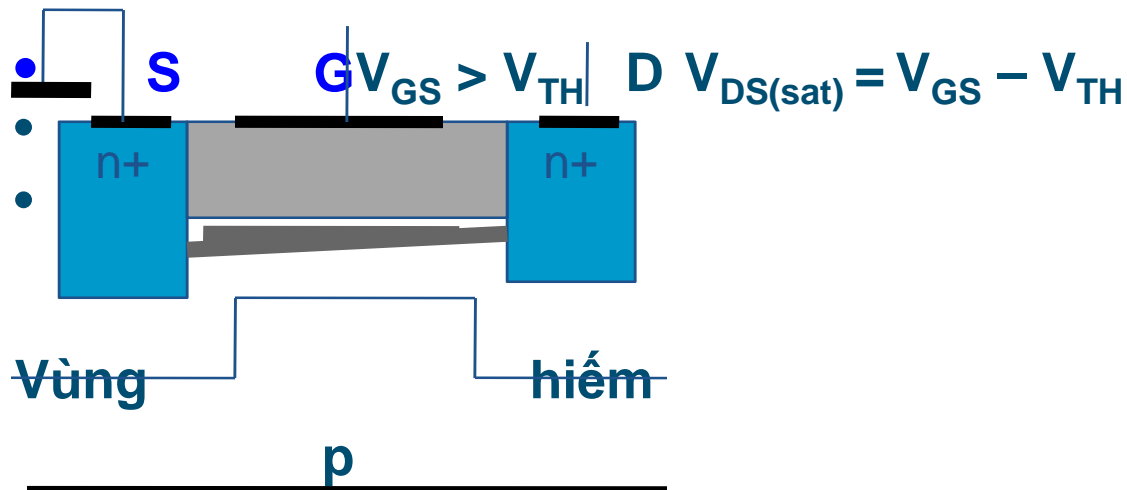 • S G V_GS > V_TH D V_DS(sat) = V_GS – V_TH
•
n+ n+
•
Vùng hiếm
p